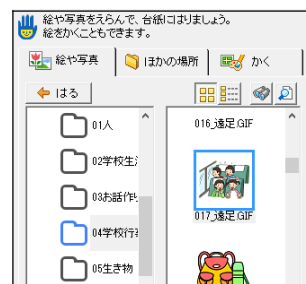 絵や写真をえらんで、台紙にはりましょう。
絵をかくこともできます。
絵や写真
ほかの場所
かく
はる
01人
02学校生
03お話作
04学校行
05生き物
016_遠足.GIF
017_遠足.GIF